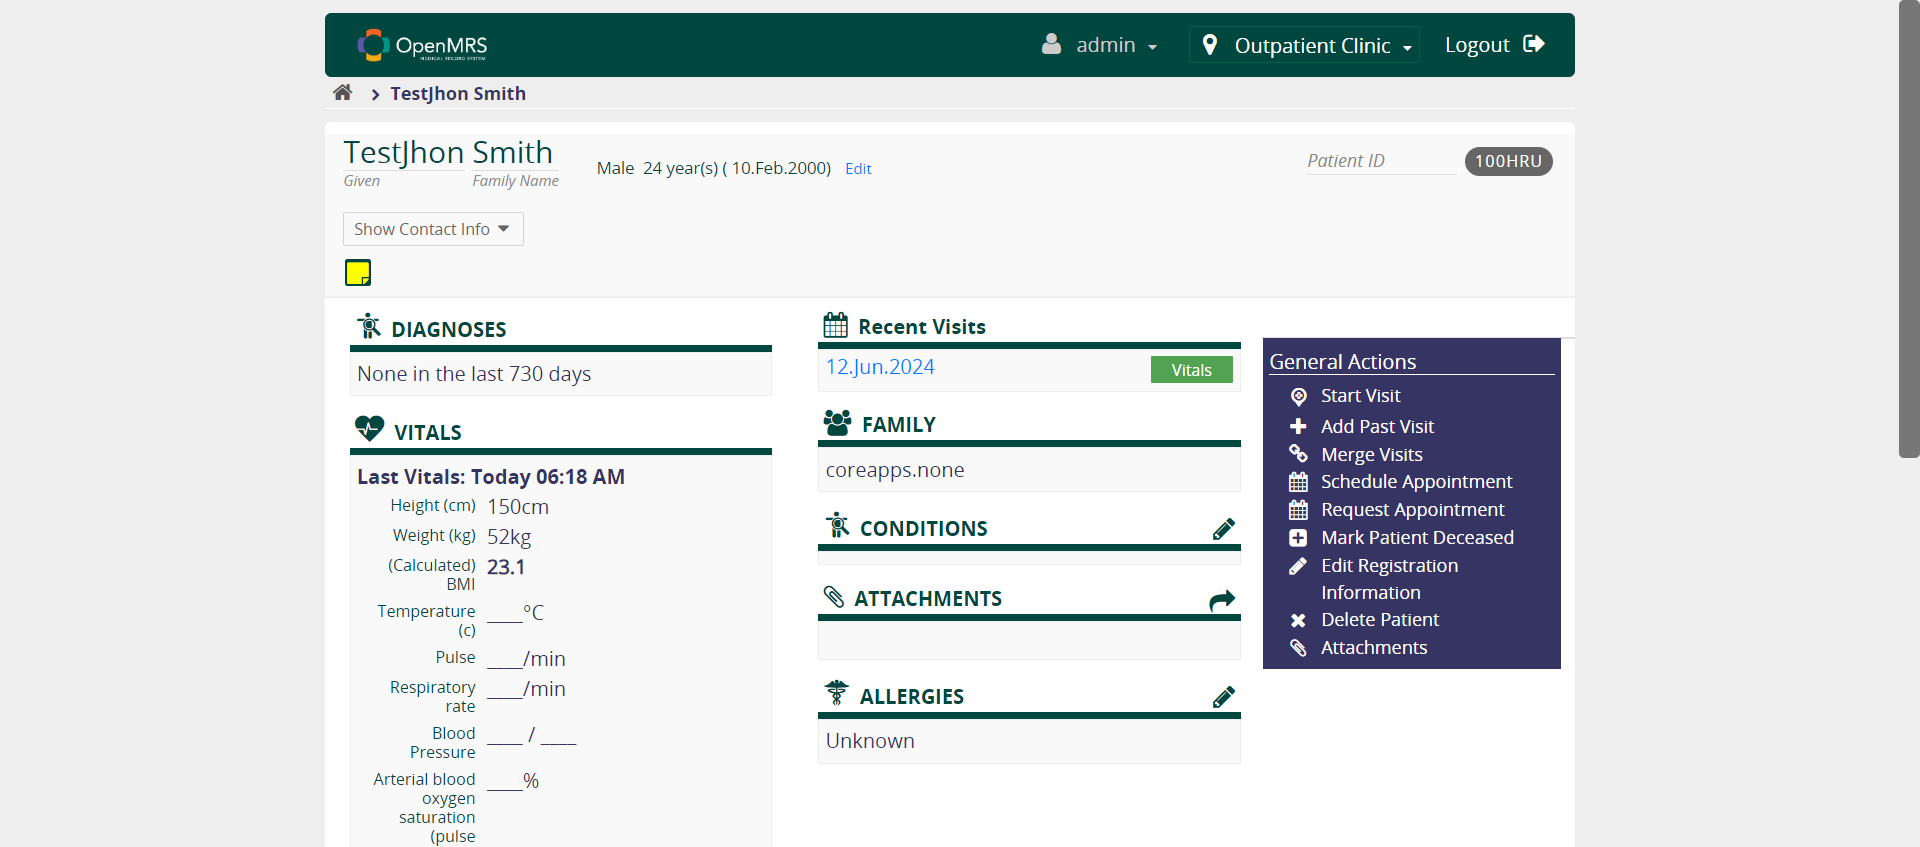 OpenMRS
MEDICAL RECORD SYSTEM
admin
Outpatient Clinic
Logout
TestJhon Smith
TestJhon Smith
Given Family Name
Male 24 year(s) ( 10.Feb.2000) Edit
Patient ID 100HRU
Show Contact Info
DIAGNOSES
None in the last 730 days
VITALS
Last Vitals: Today 06:18 AM
Height (cm) 150cm
Weight (kg) 52kg
(Calculated) 23.1
BMI
Temperature ____°C
(c)
Pulse ____/min
Respiratory ____/min
rate
Blood ____ / ____
Pressure
Arterial blood ____%
oxygen
saturation
(pulse
Recent Visits
12.Jun.2024 Vitals
FAMILY
coreapps.none
CONDITIONS
ATTACHMENTS
ALLERGIES
Unknown
General Actions
Start Visit
Add Past Visit
Merge Visits
Schedule Appointment
Request Appointment
Mark Patient Deceased
Edit Registration
Information
Delete Patient
Attachments